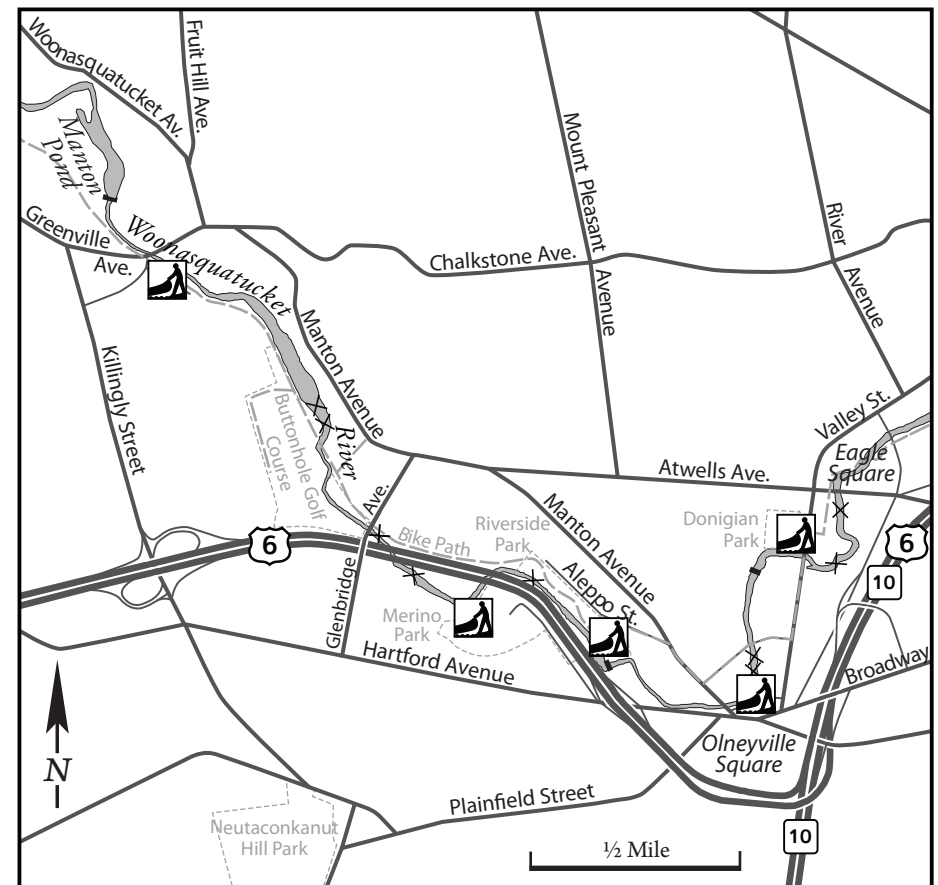 Woonasquatucket Av.
Fruit Hill Ave.
Manton
Pond
Greenville
Ave.
Woonasquatucket
River
Mount Pleasant
Avenue
River
Avenue
Chalkstone Ave.
Killingly Street
Manton Avenue
Buttonhole Golf
Course
Valley St.
Eagle
Square
Atwells Ave.
6
Glenbridge
Ave.
Bike Path
Riverside
Park
Manton Avenue
Aleppo St.
Donigian
Park
6
10
Merino
Park
Hartford Avenue
Broadway
Olneyville
Square
N
Plainfield Street
Neutaconkanut
Hill Park
10
½ Mile